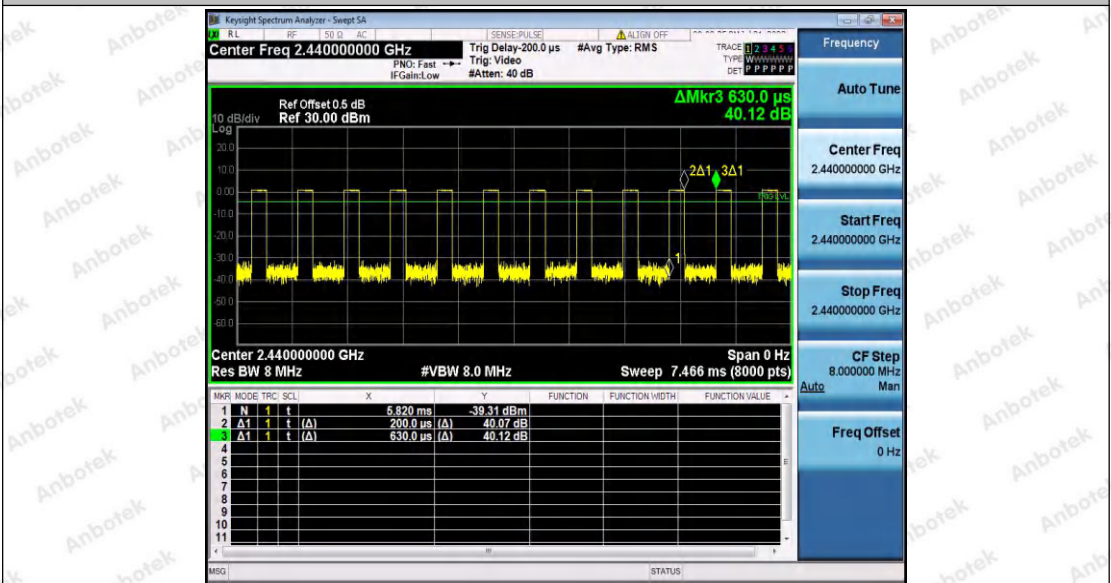 Keysight Spectrum Analyzer - Swept SA
RL RF 50 Ω AC SENSE:PULSE ALIGN OFF
Center Freq 2.440000000 GHz
PNO: Fast
IFGain:Low
Trig Delay-200.0 µs
Trig: Video
#Atten: 40 dB
#Avg Type: RMS
TRACE 1 2 3 4 5 6
TYPE WWWWWW
DET P P P P P P
Ref Offset 0.5 dB
10 dB/div Ref 30.00 dBm
Log
ΔMkr3 630.0 µs
40.12 dB
20.0
10.0
0.00
-10.0
-20.0
-30.0
-40.0
-50.0
-60.0
2Δ1
3Δ1
TRIG LVL
1
Center 2.440000000 GHz Span 0 Hz
Res BW 8 MHz #VBW 8.0 MHz Sweep 7.466 ms (8000 pts)
MKR MODE TRC SCL X Y FUNCTION FUNCTION WIDTH FUNCTION VALUE
1 N 1 t 5.820 ms -39.31 dBm
2 Δ1 1 t (Δ) 200.0 µs (Δ) 40.07 dB
3 Δ1 1 t (Δ) 630.0 µs (Δ) 40.12 dB
4
5
6
7
8
9
10
11
MSG STATUS
Frequency
Auto Tune
Center Freq
2.440000000 GHz
Start Freq
2.440000000 GHz
Stop Freq
2.440000000 GHz
CF Step
8.000000 MHz
Auto Man
Freq Offset
0 Hz
Anbotek